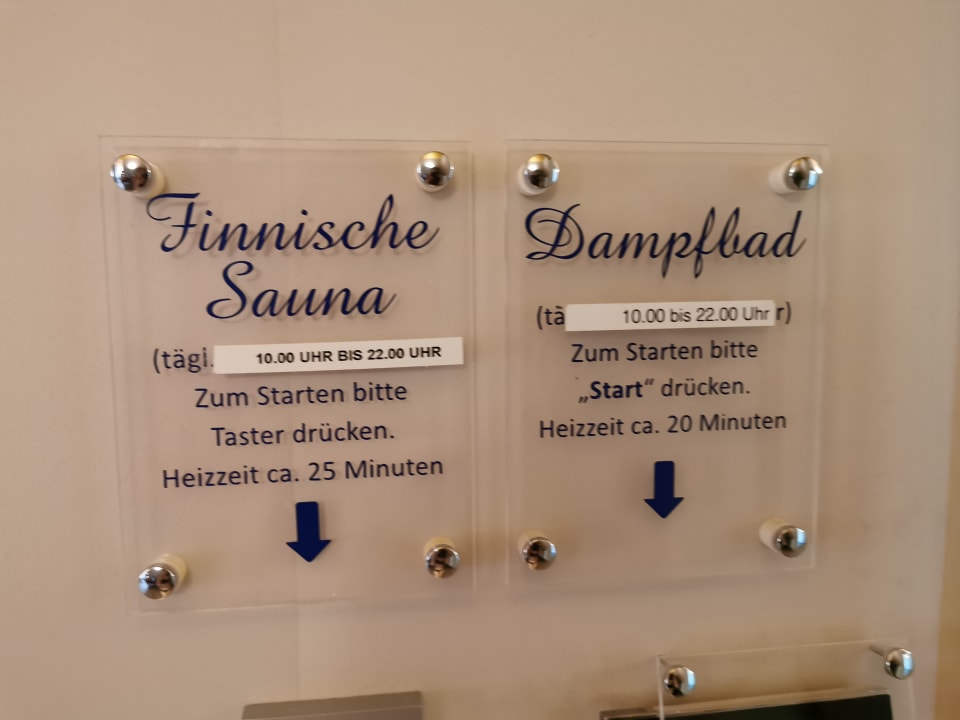 Finnische
Sauna
(tägl. 10.00 UHR BIS 22.00 UHR
Zum Starten bitte
Taster drücken.
Heizzeit ca. 25 Minuten
Dampfbad
(tä 10.00 bis 22.00 Uhr r)
Zum Starten bitte
„Start“ drücken.
Heizzeit ca. 20 Minuten